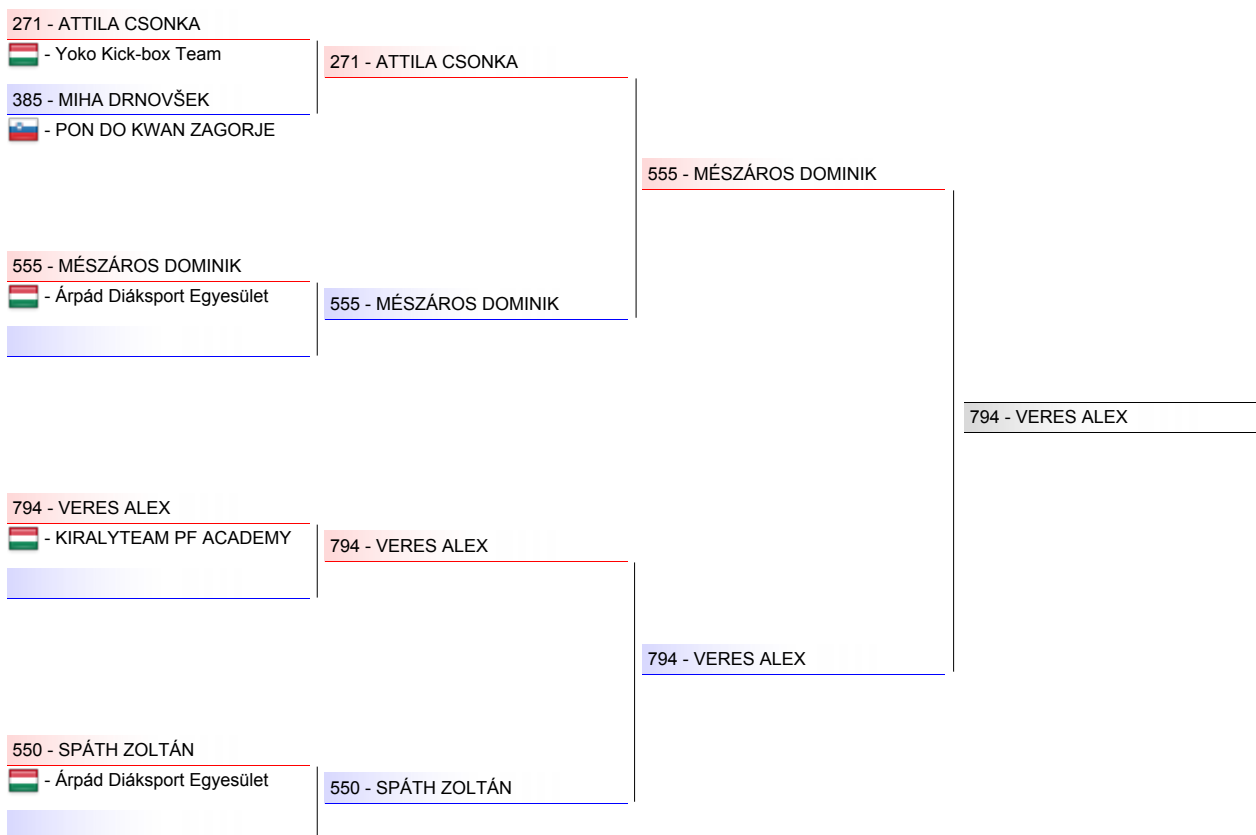 271 - ATTILA CSONKA
- Yoko Kick-box Team
385 - MIHA DRNOVŠEK
- PON DO KWAN ZAGORJE
555 - MÉSZÁROS DOMINIK
- Árpád Diáksport Egyesület
794 - VERES ALEX
- KIRALYTEAM PF ACADEMY
550 - SPÁTH ZOLTÁN
- Árpád Diáksport Egyesület
271 - ATTILA CSONKA
555 - MÉSZÁROS DOMINIK
794 - VERES ALEX
550 - SPÁTH ZOLTÁN
555 - MÉSZÁROS DOMINIK
794 - VERES ALEX
794 - VERES ALEX